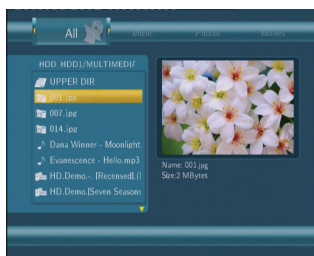 All
Music
Photos
Movies
HDD HDD1/MULTIMEDI/
UPPER DIR
001.jpg
007.jpg
014.jpg
Dana Winner - Moonlight
Evanescence - Hello.mp3
HD.Demo.-. [Recensed].(I
HD.Demo.[Seven Seasons
Name: 001.jpg
Size:2 MBytes